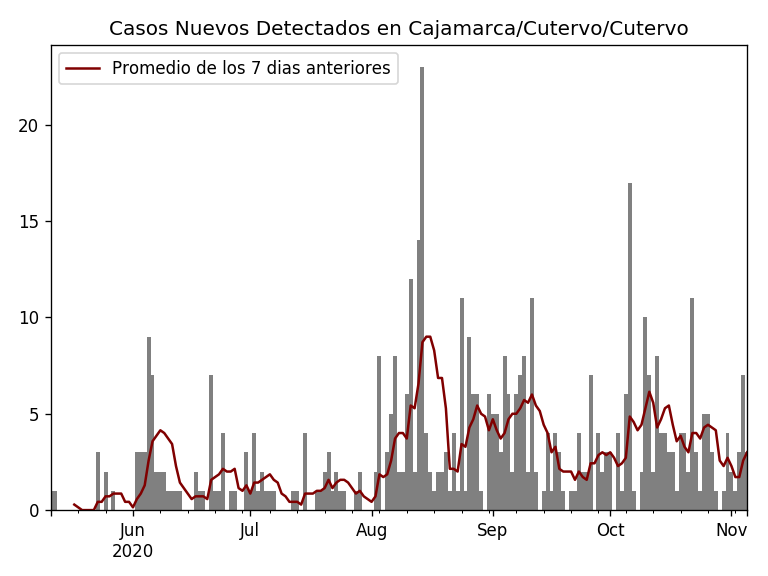 Casos Nuevos Detectados en Cajamarca/Cutervo/Cutervo
Promedio de los 7 dias anteriores
20
15
10
5
0
Jun Jul Aug Sep Oct Nov
2020